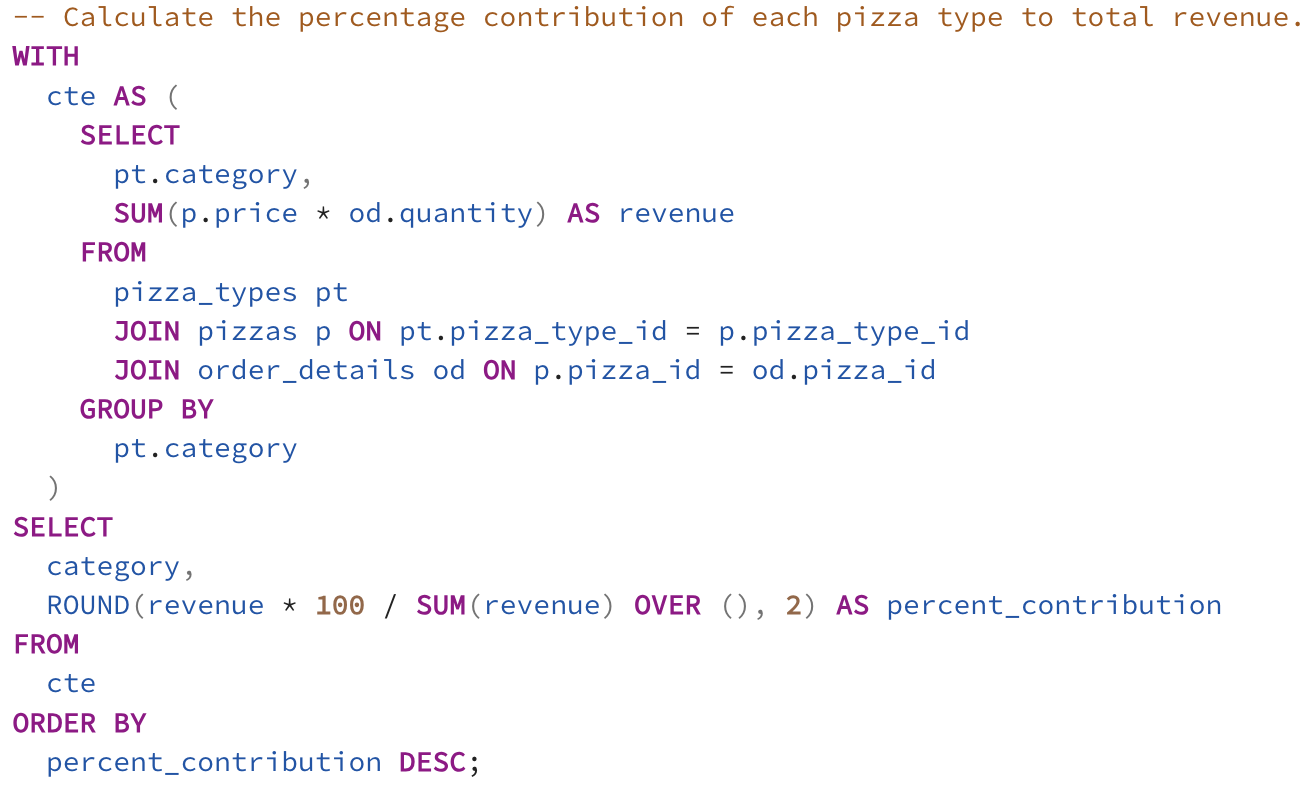 -- Calculate the percentage contribution of each pizza type to total revenue.
WITH
  cte AS (
    SELECT
      pt.category,
      SUM(p.price * od.quantity) AS revenue
    FROM
      pizza_types pt
      JOIN pizzas p ON pt.pizza_type_id = p.pizza_type_id
      JOIN order_details od ON p.pizza_id = od.pizza_id
    GROUP BY
      pt.category
  )
SELECT
  category,
  ROUND(revenue * 100 / SUM(revenue) OVER (), 2) AS percent_contribution
FROM
  cte
ORDER BY
  percent_contribution DESC;